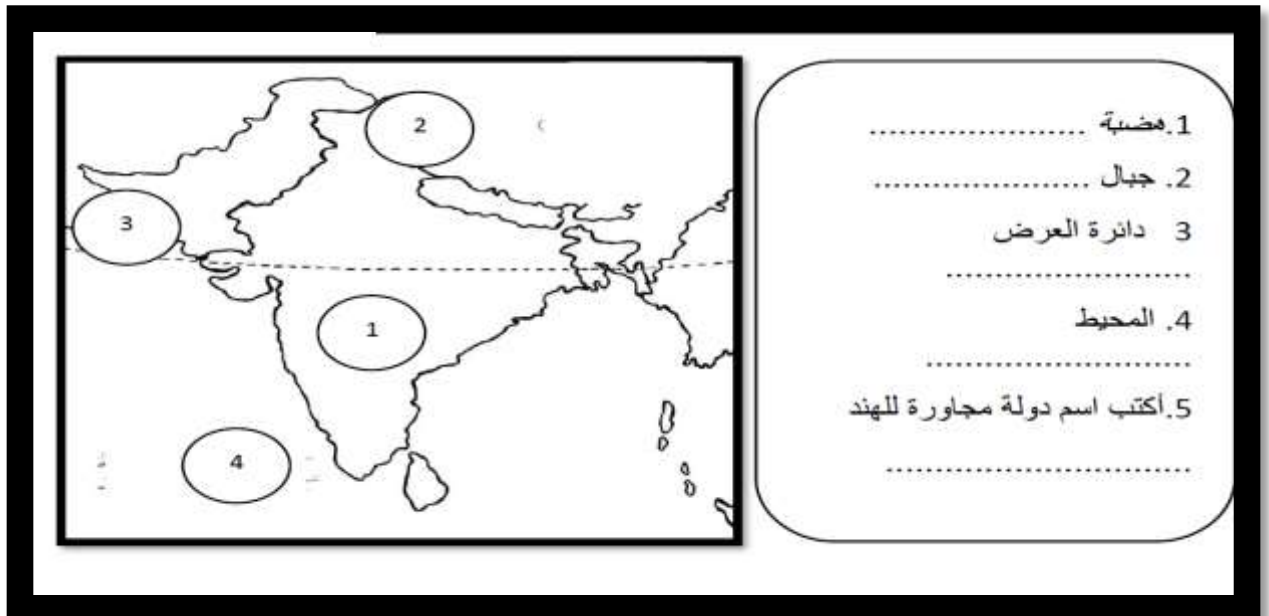 2
3
1
4
1.هضبة ......................
2. جبال ......................
3 دائرة العرض
.........................
4. المحيط
...........................
5.أكتب اسم دولة مجاورة للهند
...............................